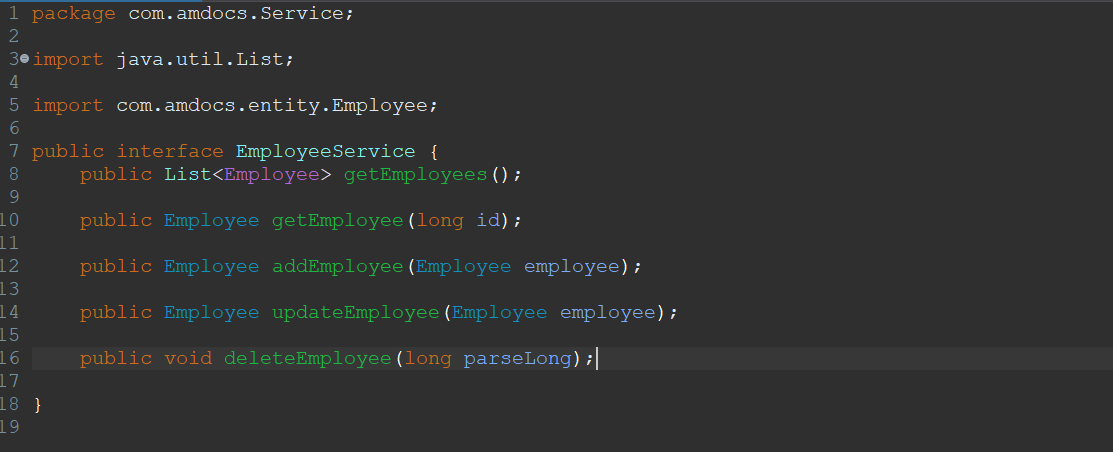 1 package com.amdocs.Service;
2
3 import java.util.List;
4
5 import com.amdocs.entity.Employee;
6
7 public interface EmployeeService {
8     public List<Employee> getEmployees();
9
10     public Employee getEmployee(long id);
11
12     public Employee addEmployee(Employee employee);
13
14     public Employee updateEmployee(Employee employee);
15
16     public void deleteEmployee(long parseLong);
17
18 }
19